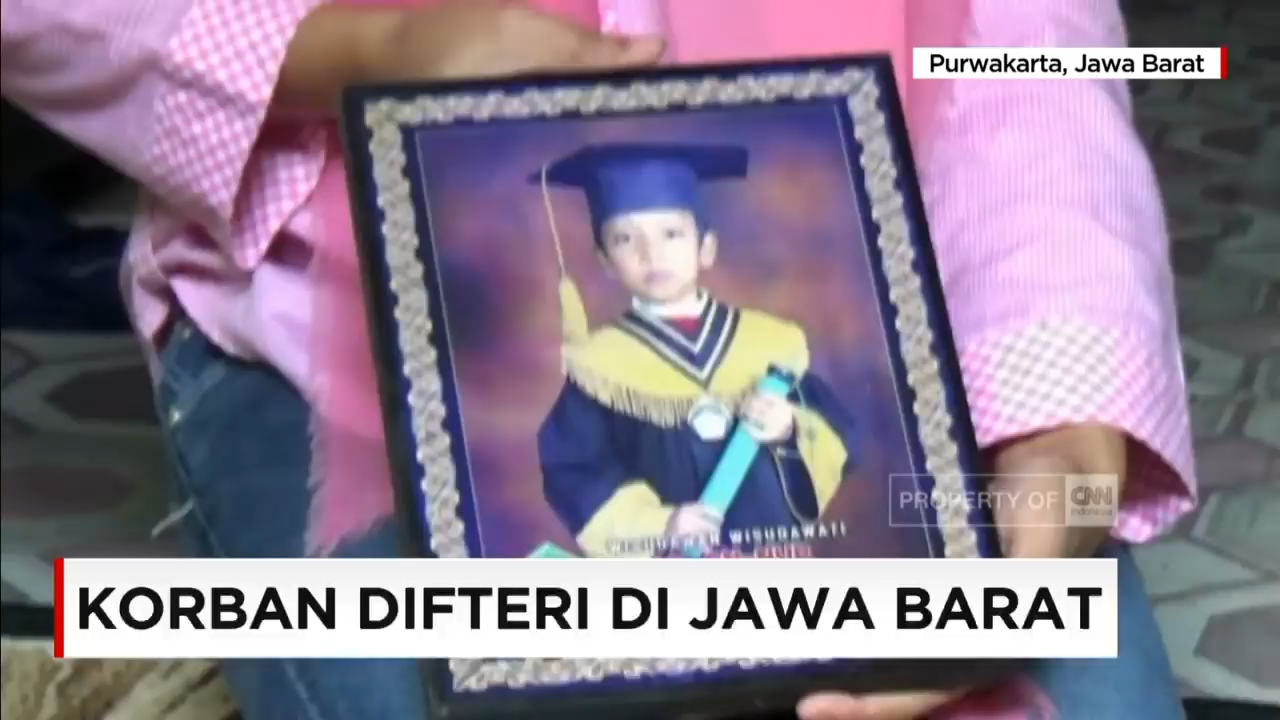 Purwakarta, Jawa Barat
PROPERTY OF CNN Indonesia
WISUDAWATI
KORBAN DIFTERI DI JAWA BARAT